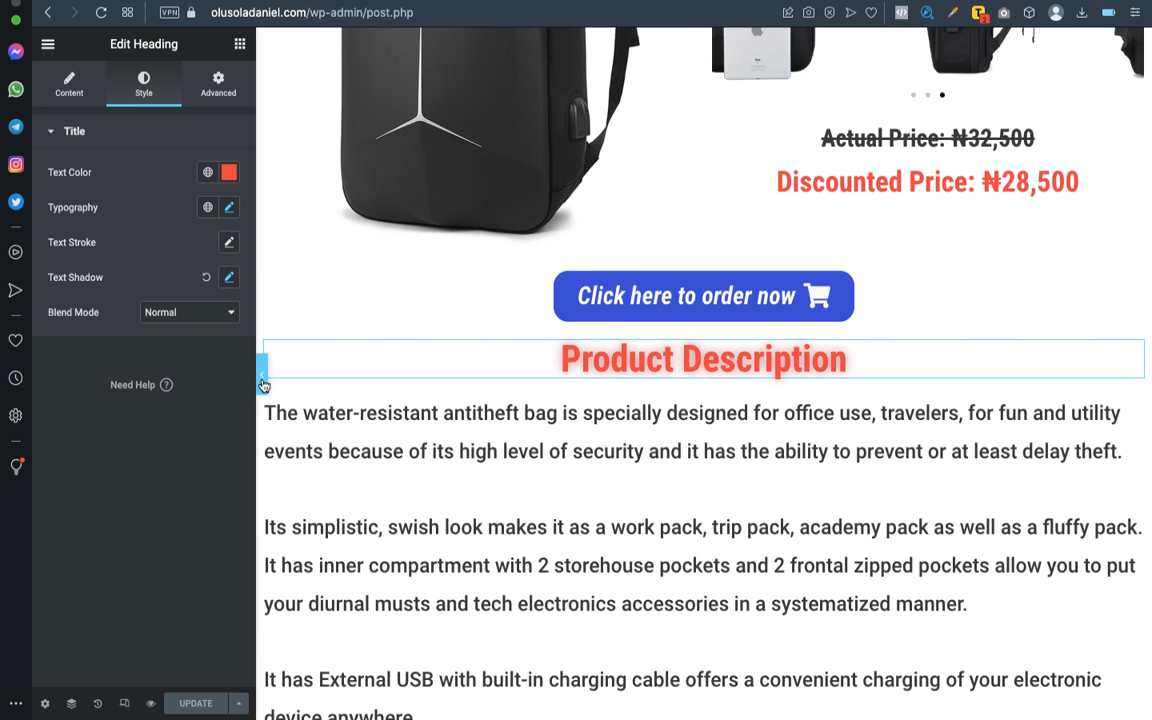 VPN olusoladaniel.com/wp-admin/post.php
2
Edit Heading
Content Style Advanced
Title
Text Color
Typography
Text Stroke
Text Shadow
Blend Mode Normal
Need Help ?
UPDATE
Actual Price: ₦32,500
Discounted Price: ₦28,500
Click here to order now
Product Description
The water-resistant antitheft bag is specially designed for office use, travelers, for fun and utility
events because of its high level of security and it has the ability to prevent or at least delay theft.
Its simplistic, swish look makes it as a work pack, trip pack, academy pack as well as a fluffy pack.
It has inner compartment with 2 storehouse pockets and 2 frontal zipped pockets allow you to put
your diurnal musts and tech electronics accessories in a systematized manner.
It has External USB with built-in charging cable offers a convenient charging of your electronic
device anywhere